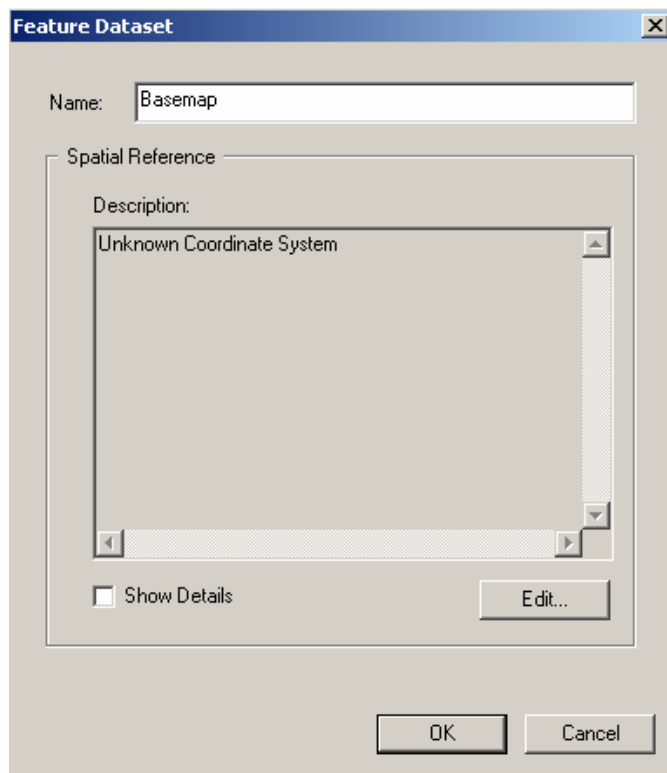 Feature Dataset
Name:
Basemap
Spatial Reference
Description:
Unknown Coordinate System
Show Details
Edit...
OK
Cancel